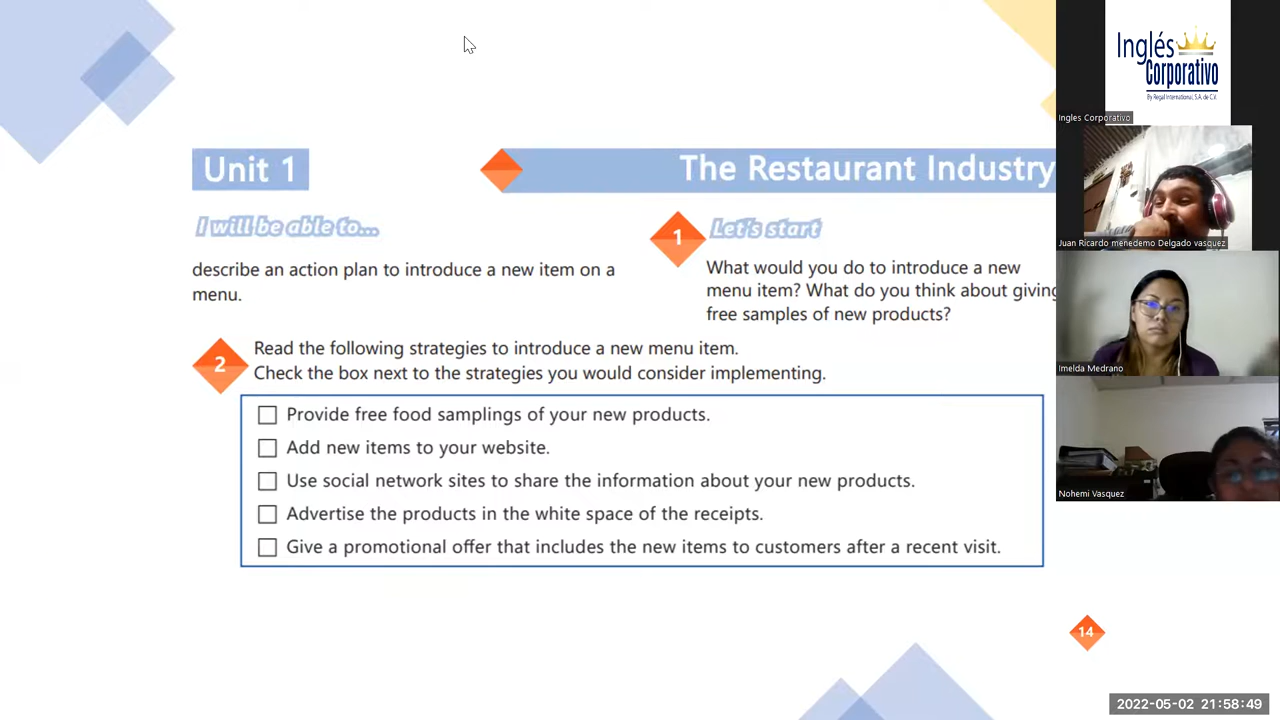 Unit 1
The Restaurant Industry
I will be able to...
describe an action plan to introduce a new item on a
menu.
1
Let's start
What would you do to introduce a new
menu item? What do you think about giving
free samples of new products?
2
Read the following strategies to introduce a new menu item.
Check the box next to the strategies you would consider implementing.
Provide free food samplings of your new products.
Add new items to your website.
Use social network sites to share the information about your new products.
Advertise the products in the white space of the receipts.
Give a promotional offer that includes the new items to customers after a recent visit.
14
Inglés
Corporativo
By Regal International, S.A. de C.V.
Ingles Corporativo
Juan Ricardo menedemo Delgado vasquez
Imelda Medrano
Nohemi Vasquez
2022-05-02 21:58:49